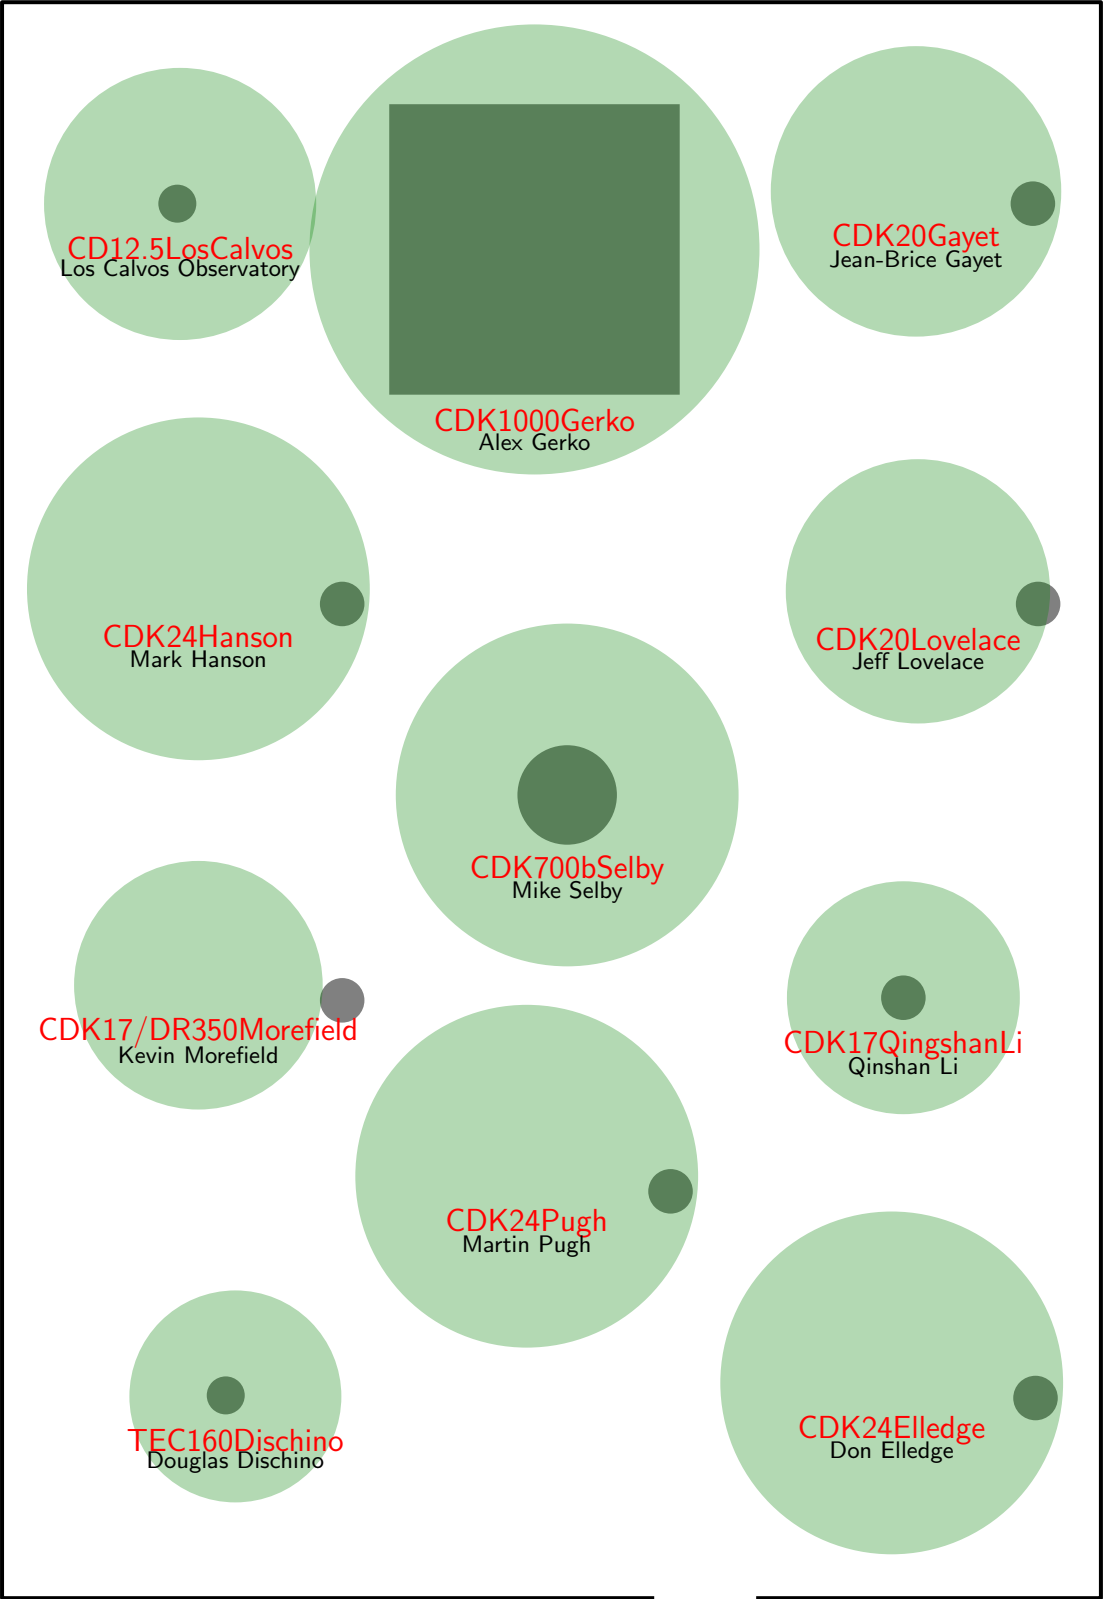 CD12.5LosCalvos
Los Calvos Observatory
CDK20Gayet
Jean-Brice Gayet
CDK1000Gerko
Alex Gerko
CDK24Hanson
Mark Hanson
CDK20Lovelace
Jeff Lovelace
CDK700bSelby
Mike Selby
CDK17/DR350Morefield
Kevin Morefield
CDK17QingshanLi
Qinshan Li
CDK24Pugh
Martin Pugh
TEC160Dischino
Douglas Dischino
CDK24Elledge
Don Elledge